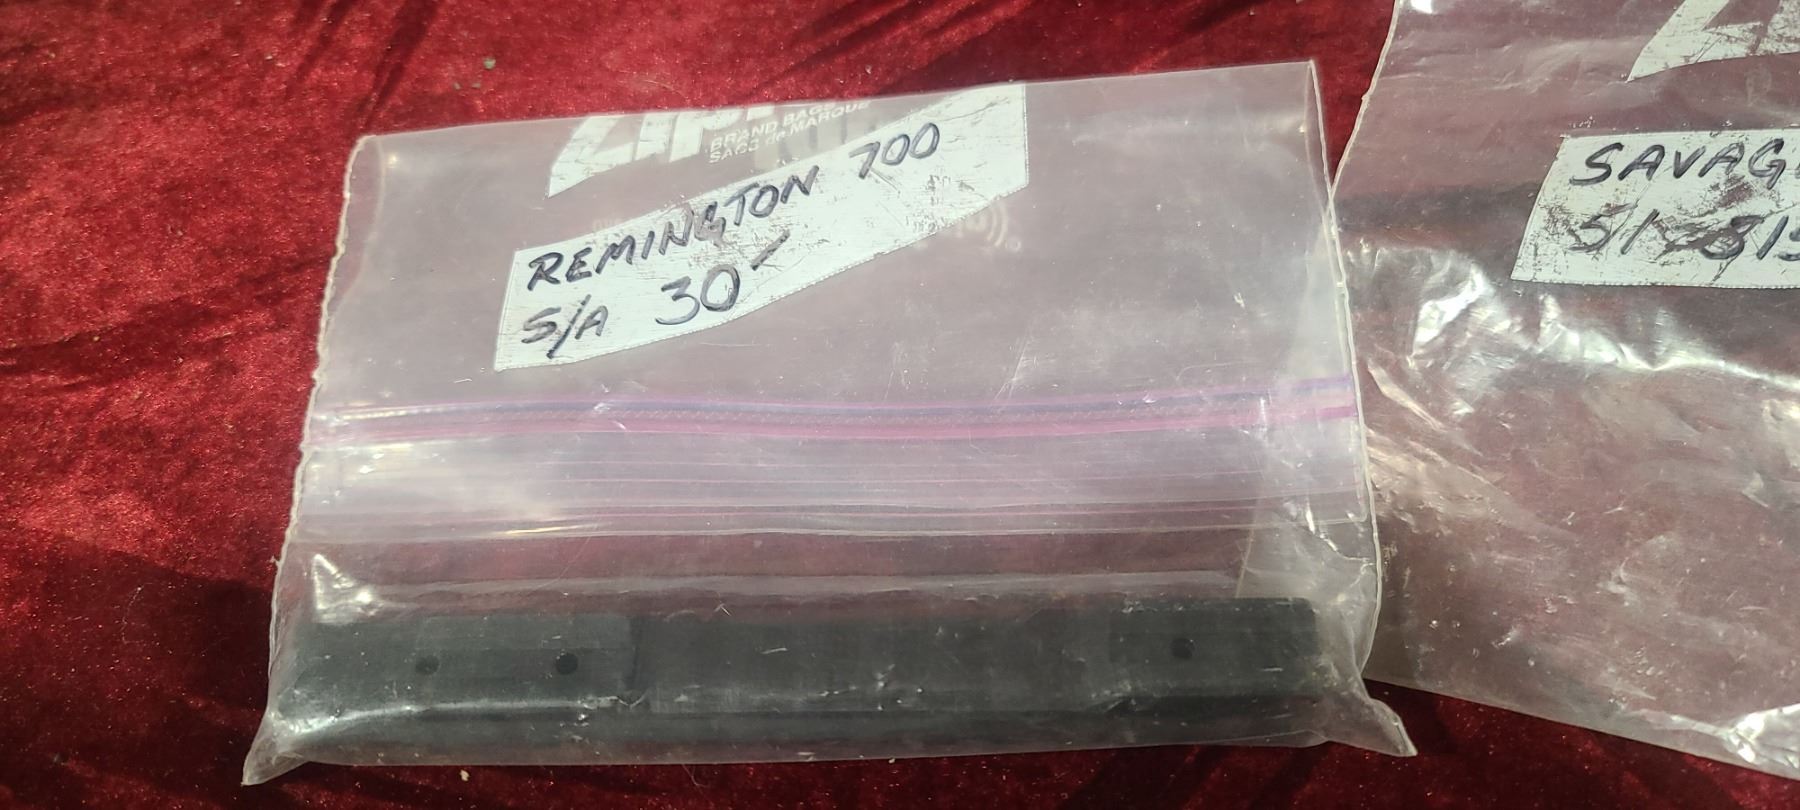 BRAND BAGS
SACS de MARQUE
REMINGTON 700
S/A 30-
SAVAG